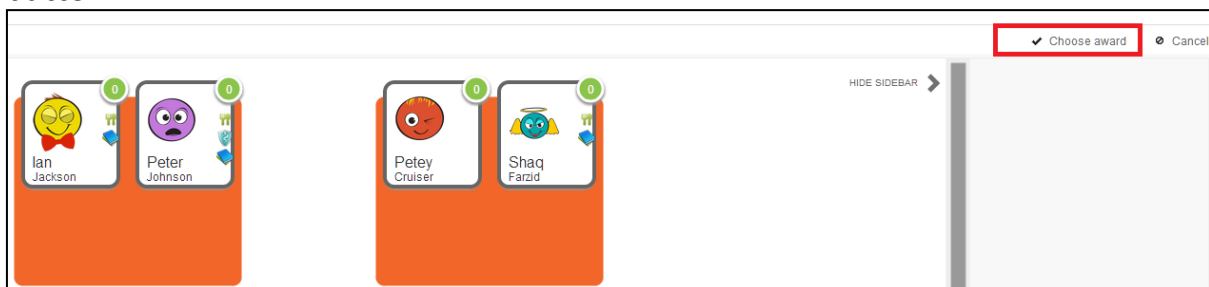 Choose award Cancel
HIDE SIDEBAR
0 0 0 0
Ian Peter Petey Shaq
Jackson Johnson Cruiser Farzid